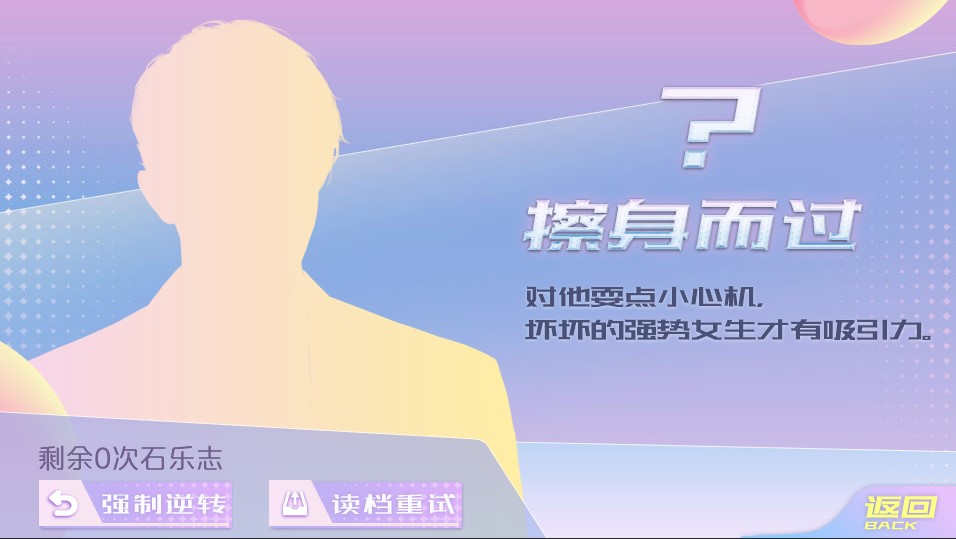 ?
擦身而过
对他耍点小心机,
坏坏的强势女生才有吸引力。
剩余0次石乐志
强制逆转
读档重试
返回
BACK